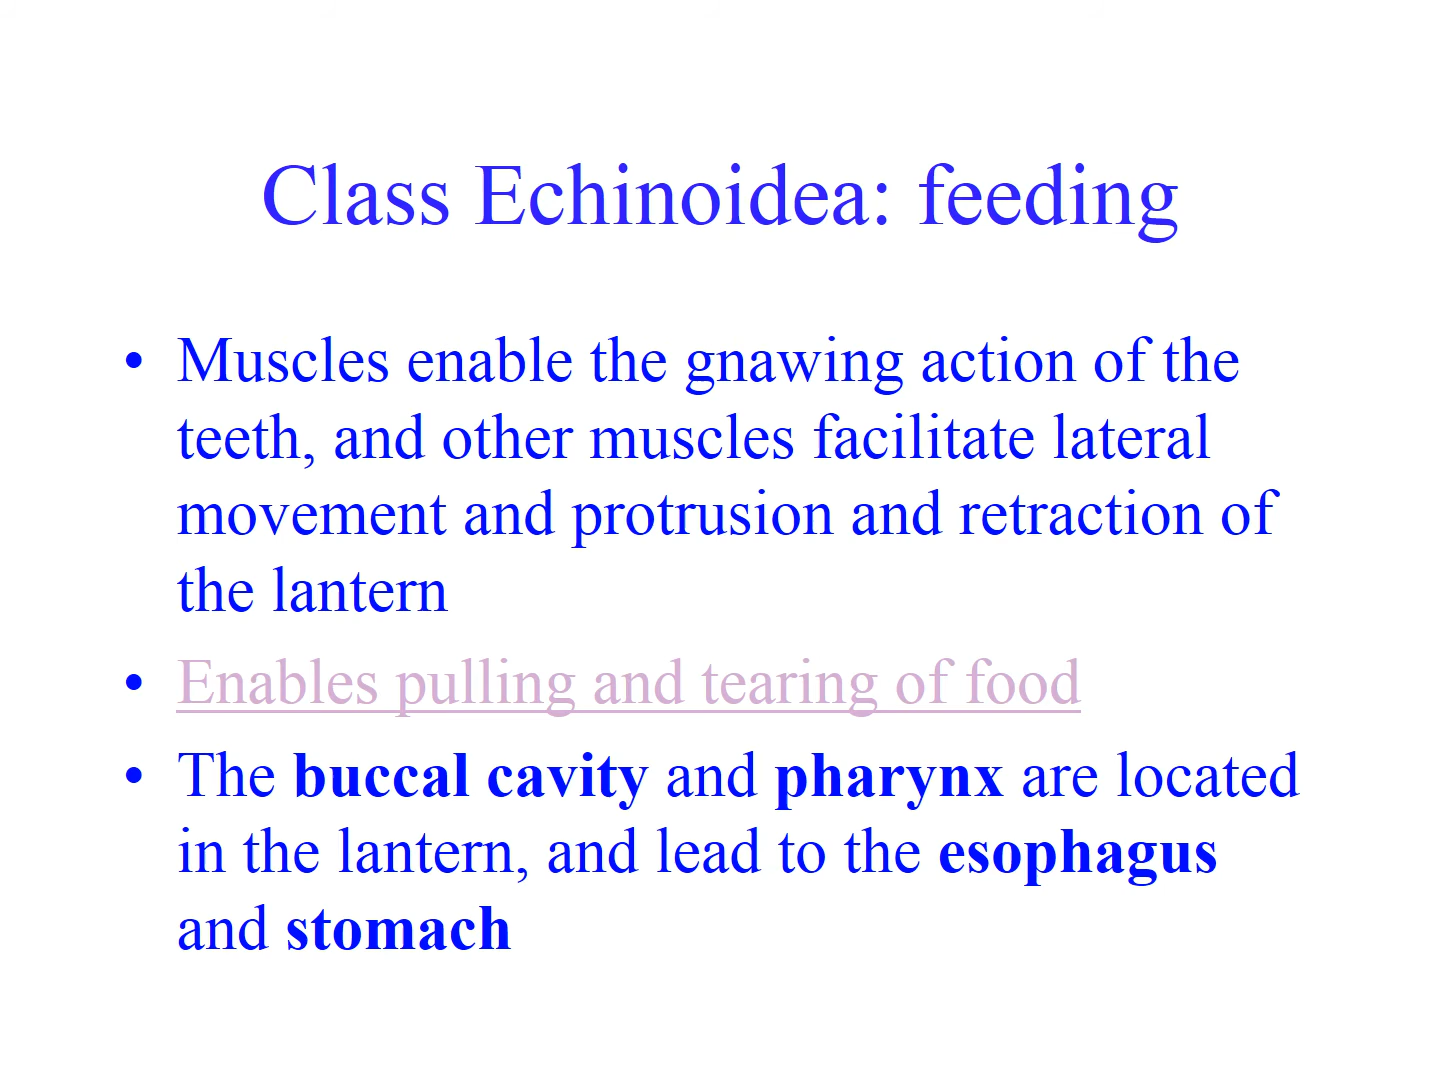 Class Echinoidea: feeding
• Muscles enable the gnawing action of the
teeth, and other muscles facilitate lateral
movement and protrusion and retraction of
the lantern
• Enables pulling and tearing of food
• The buccal cavity and pharynx are located
in the lantern, and lead to the esophagus
and stomach